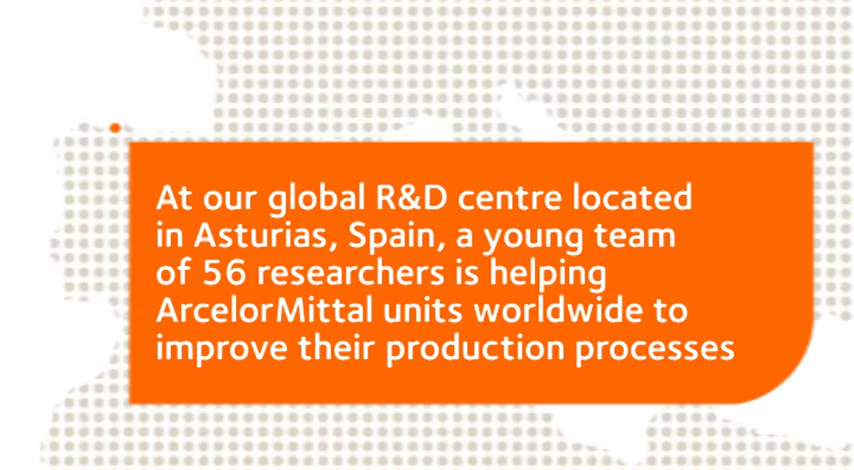 At our global R&D centre located
in Asturias, Spain, a young team
of 56 researchers is helping
ArcelorMittal units worldwide to
improve their production processes